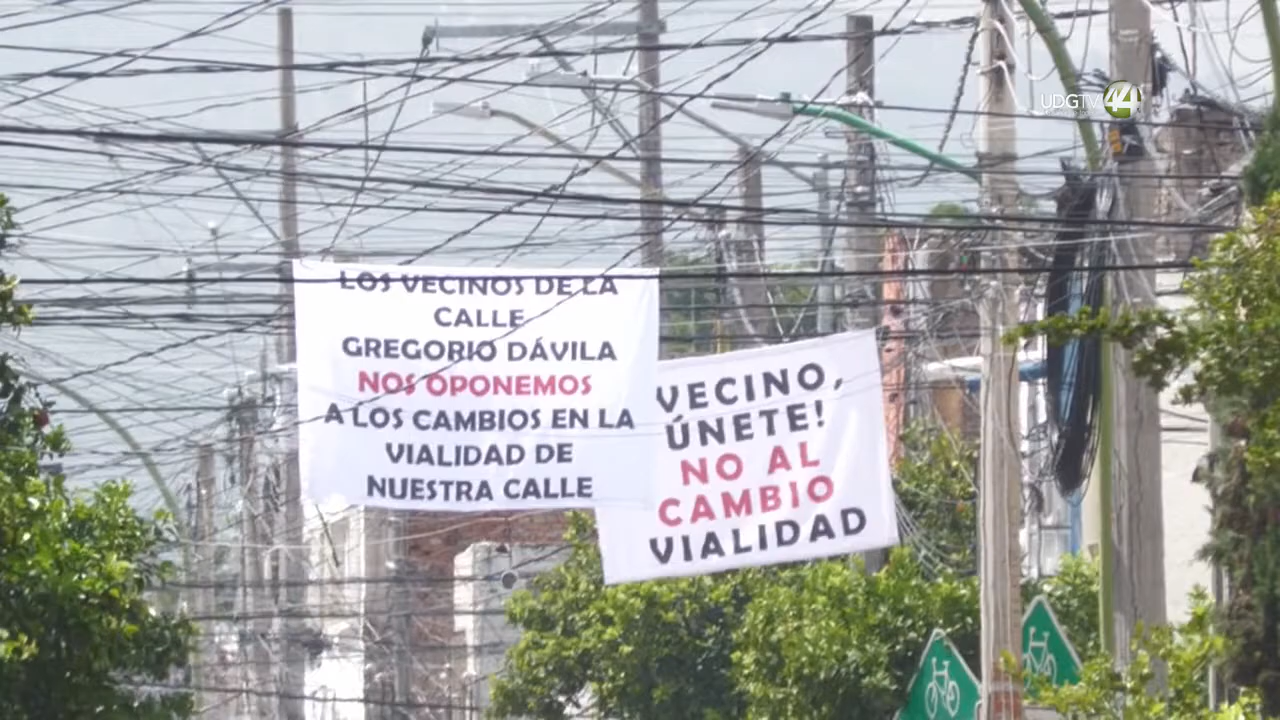 UDGTV 44
LOS VECINOS DE LA
CALLE
GREGORIO DÁVILA
NOS OPONEMOS
A LOS CAMBIOS EN LA
VIALIDAD DE
NUESTRA CALLE
VECINO,
ÚNETE!
NO AL
CAMBIO
VIALIDAD